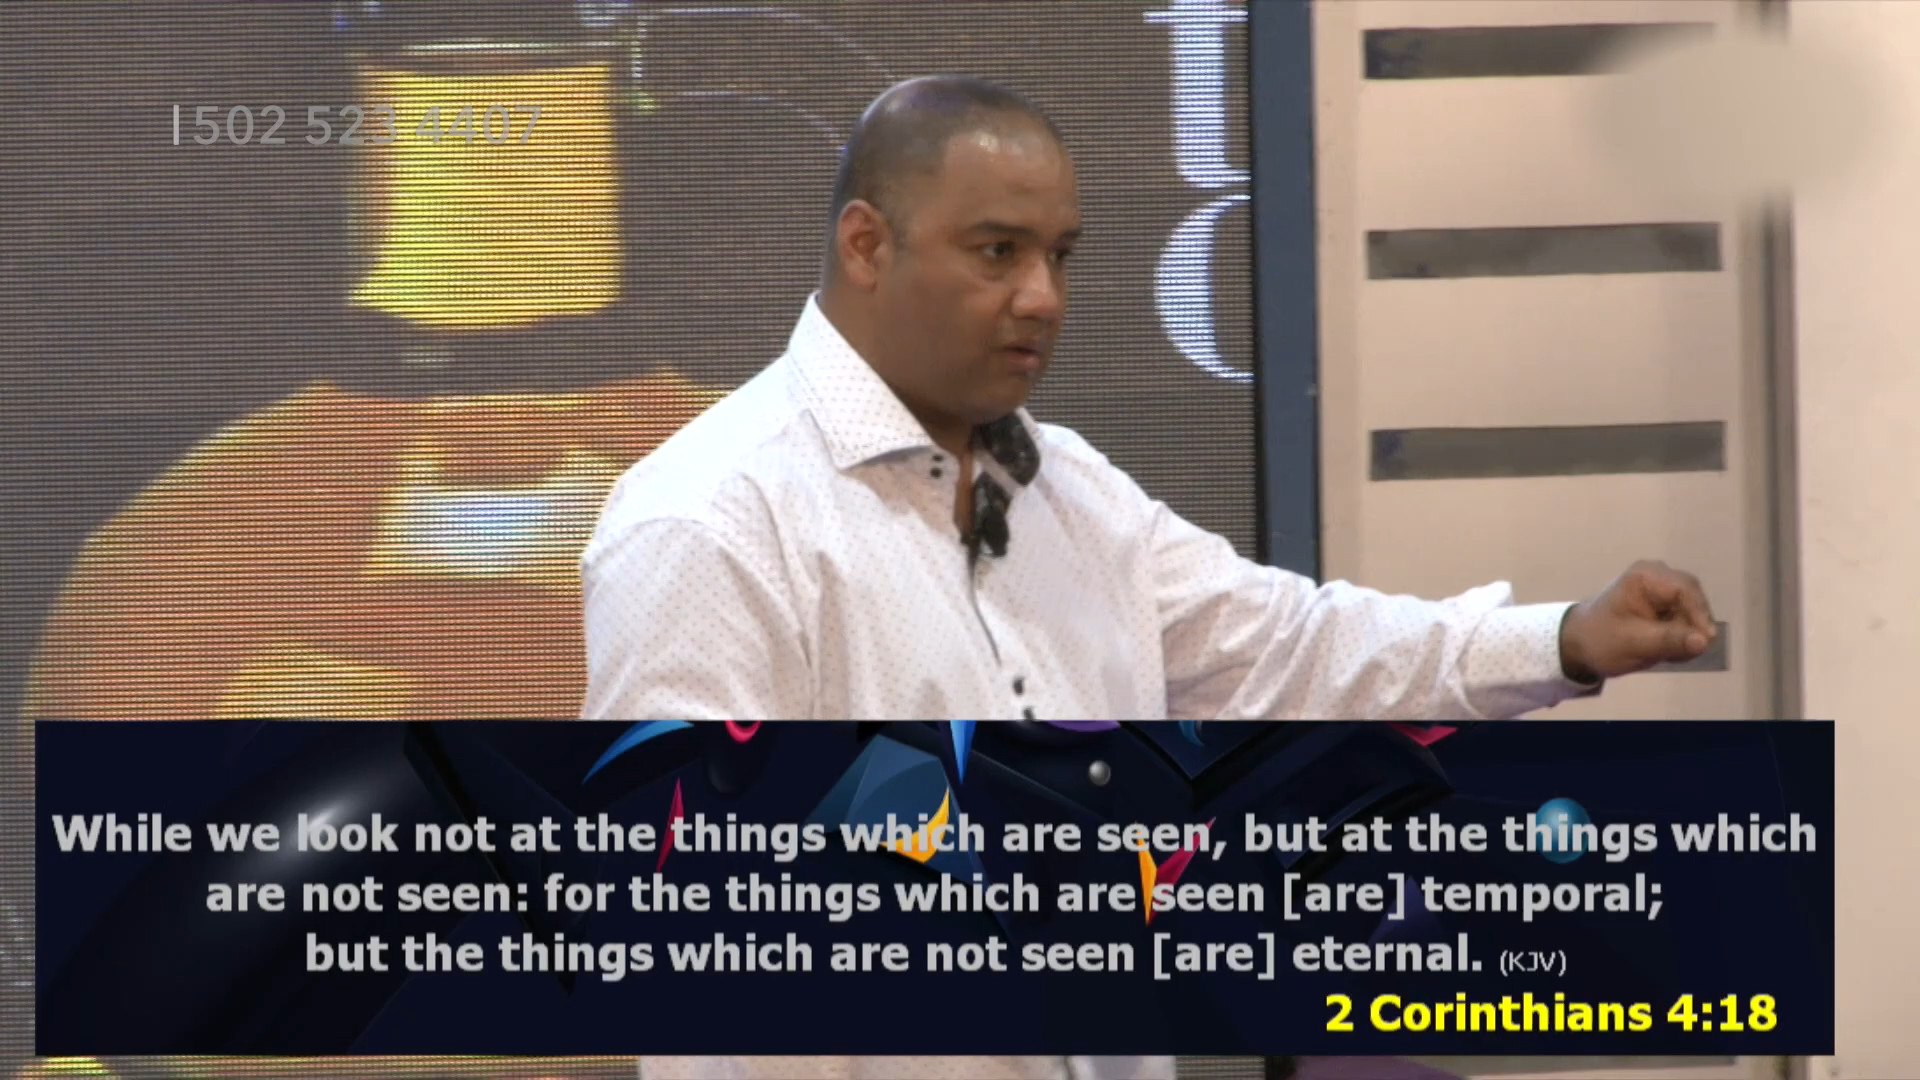 1502 523 4407
t
While we look not at the things which are seen, but at the things which
are not seen: for the things which are seen [are] temporal;
but the things which are not seen [are] eternal. (KJV)
2 Corinthians 4:18